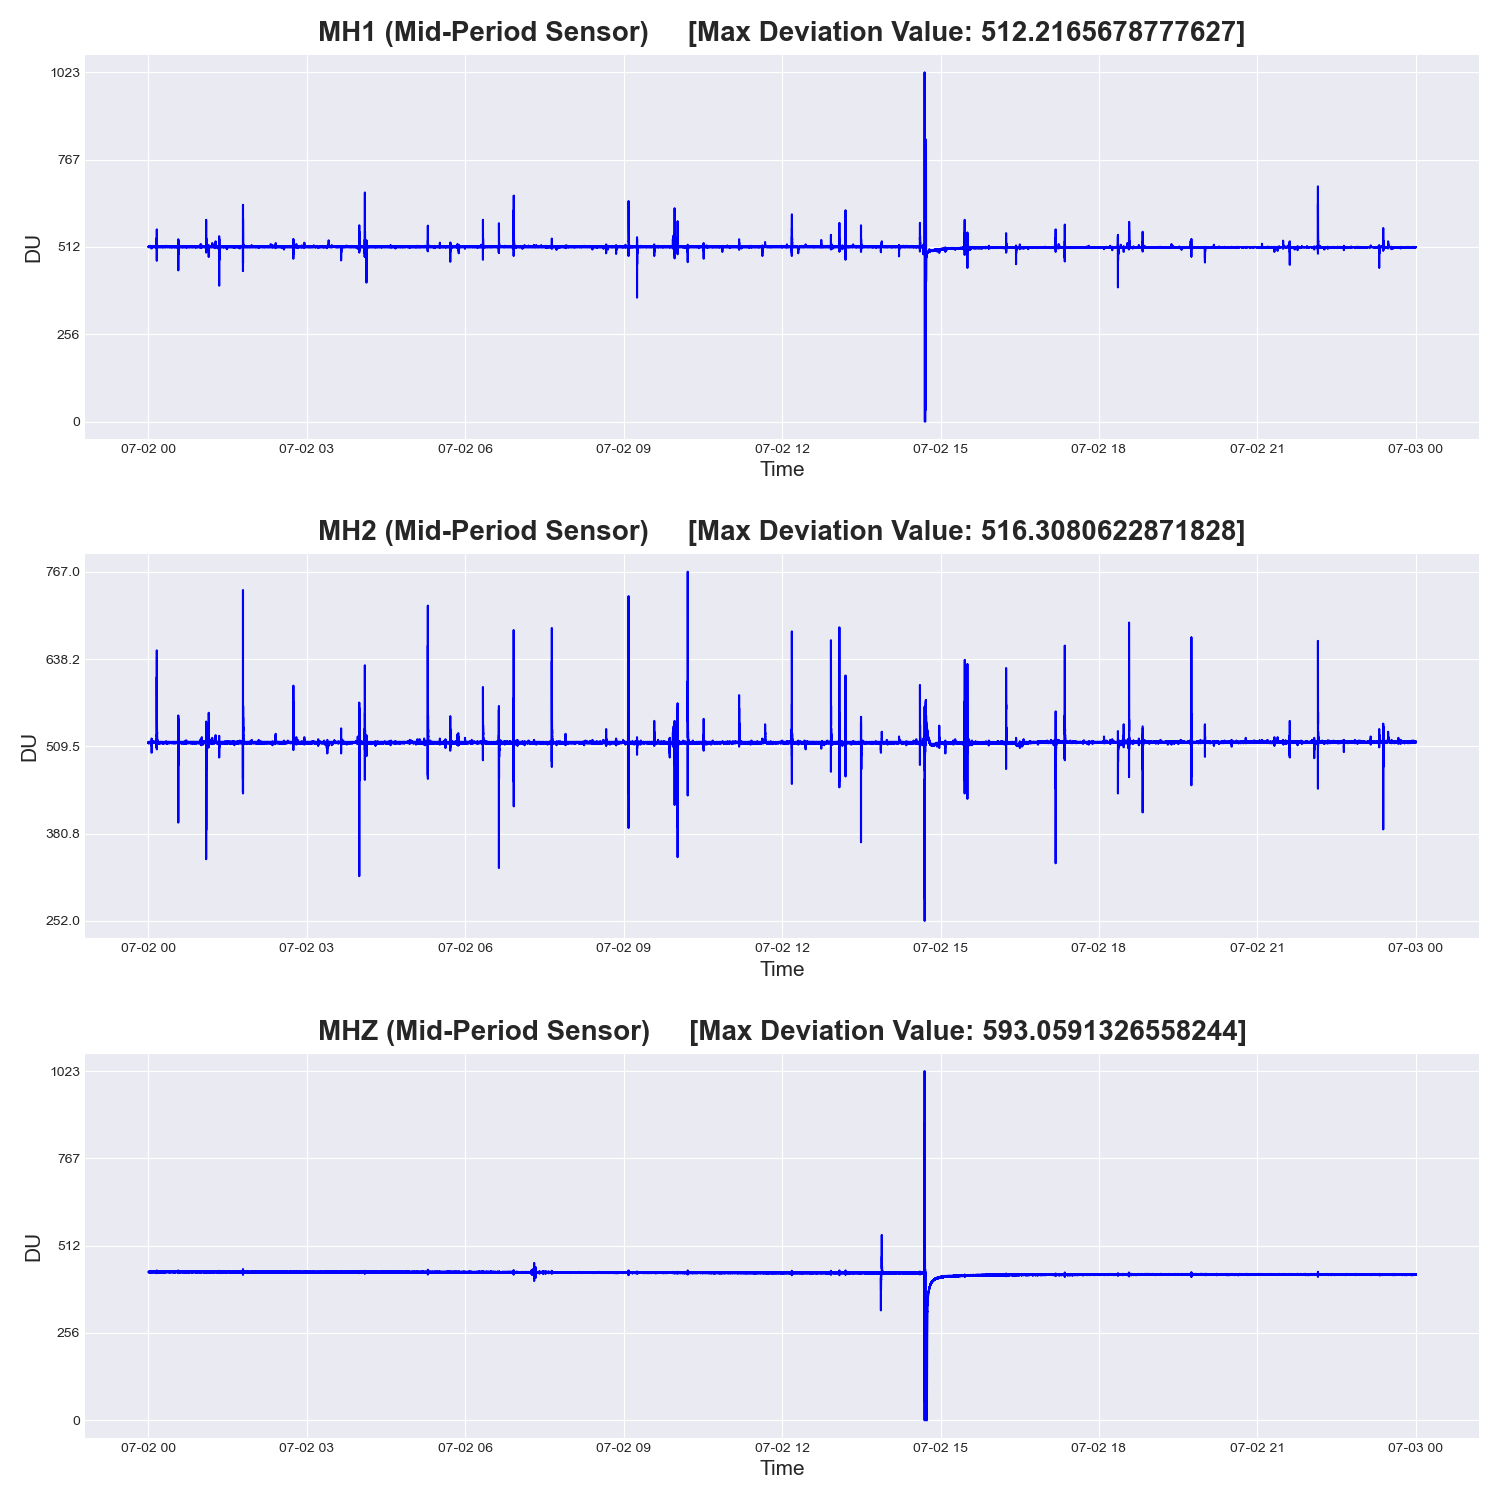 MH1 (Mid-Period Sensor) [Max Deviation Value: 512.2165678777627]
1023
767
512
256
0
DU
07-02 00 07-02 03 07-02 06 07-02 09 07-02 12 07-02 15 07-02 18 07-02 21 07-03 00
Time
MH2 (Mid-Period Sensor) [Max Deviation Value: 516.3080622871828]
767.0
638.2
509.5
380.8
252.0
DU
07-02 00 07-02 03 07-02 06 07-02 09 07-02 12 07-02 15 07-02 18 07-02 21 07-03 00
Time
MHZ (Mid-Period Sensor) [Max Deviation Value: 593.0591326558244]
1023
767
512
256
0
DU
07-02 00 07-02 03 07-02 06 07-02 09 07-02 12 07-02 15 07-02 18 07-02 21 07-03 00
Time